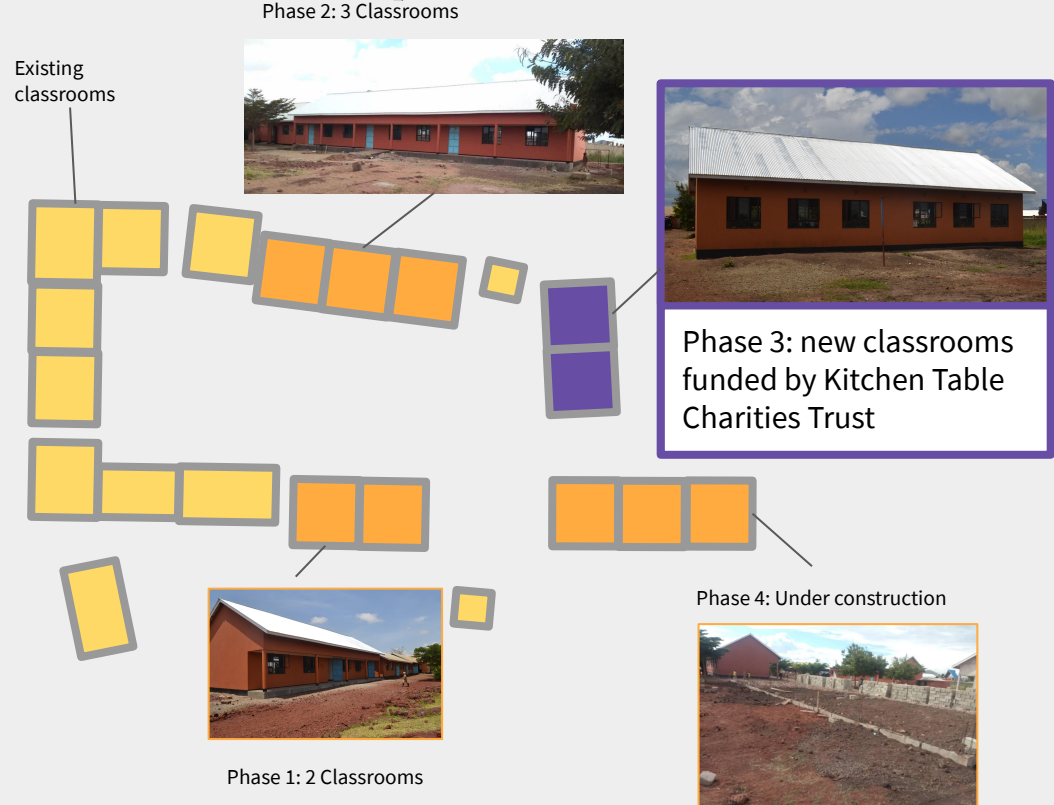 Phase 2: 3 Classrooms
Existing
classrooms
Phase 3: new classrooms
funded by Kitchen Table
Charities Trust
Phase 4: Under construction
Phase 1: 2 Classrooms